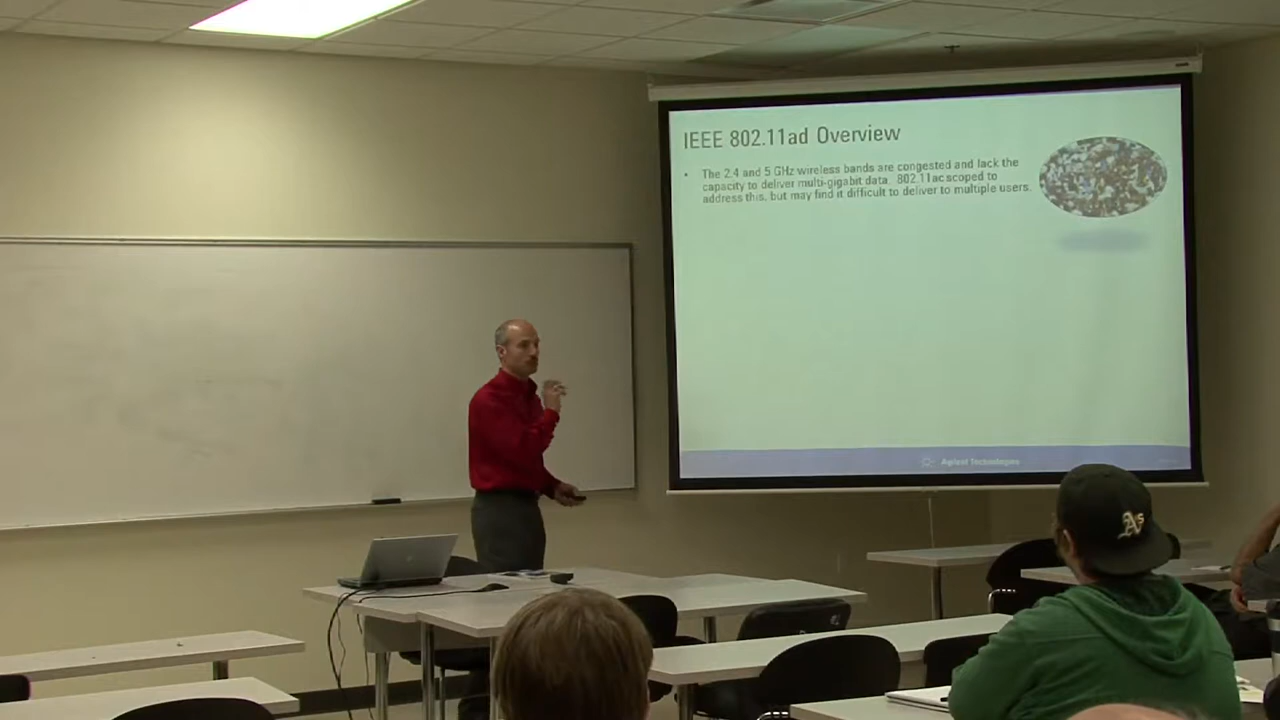 IEEE 802.11ad Overview
• The 2.4 and 5 GHz wireless bands are congested and lack the
capacity to deliver multi-gigabit data. 802.11ac scoped to
address this, but may find it difficult to deliver to multiple users.
Agilent Technologies
A's